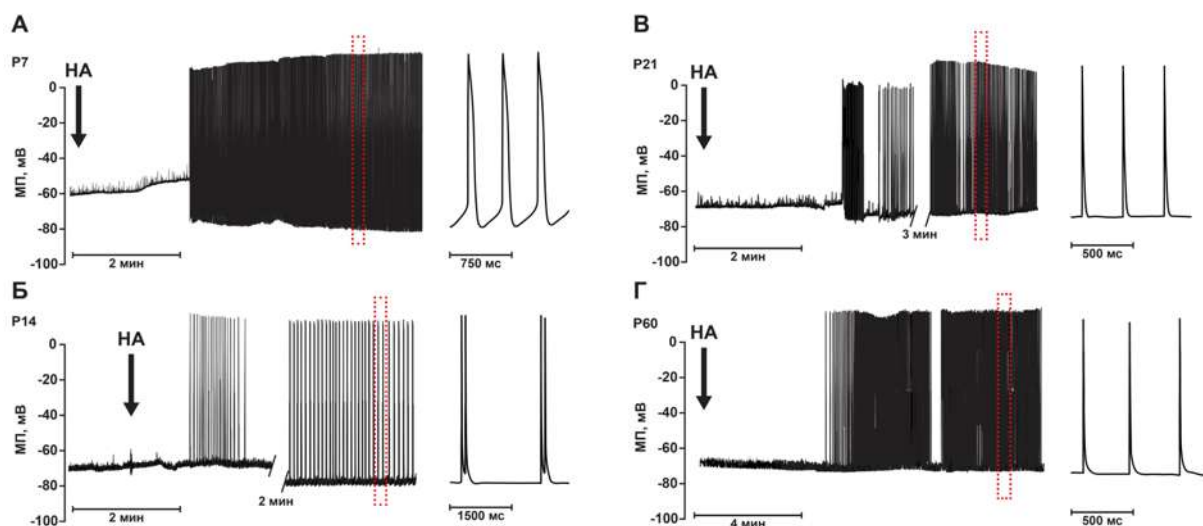 А
P7
НА
МП, мВ
0
-20
-40
-60
-80
-100
2 мин
750 мс
В
P21
НА
МП, мВ
0
-20
-40
-60
-80
-100
2 мин
3 мин
500 мс
Б
P14
НА
МП, мВ
0
-20
-40
-60
-80
-100
2 мин
2 мин
1500 мс
Г
P60
НА
МП, мВ
0
-20
-40
-60
-80
-100
4 мин
500 мс